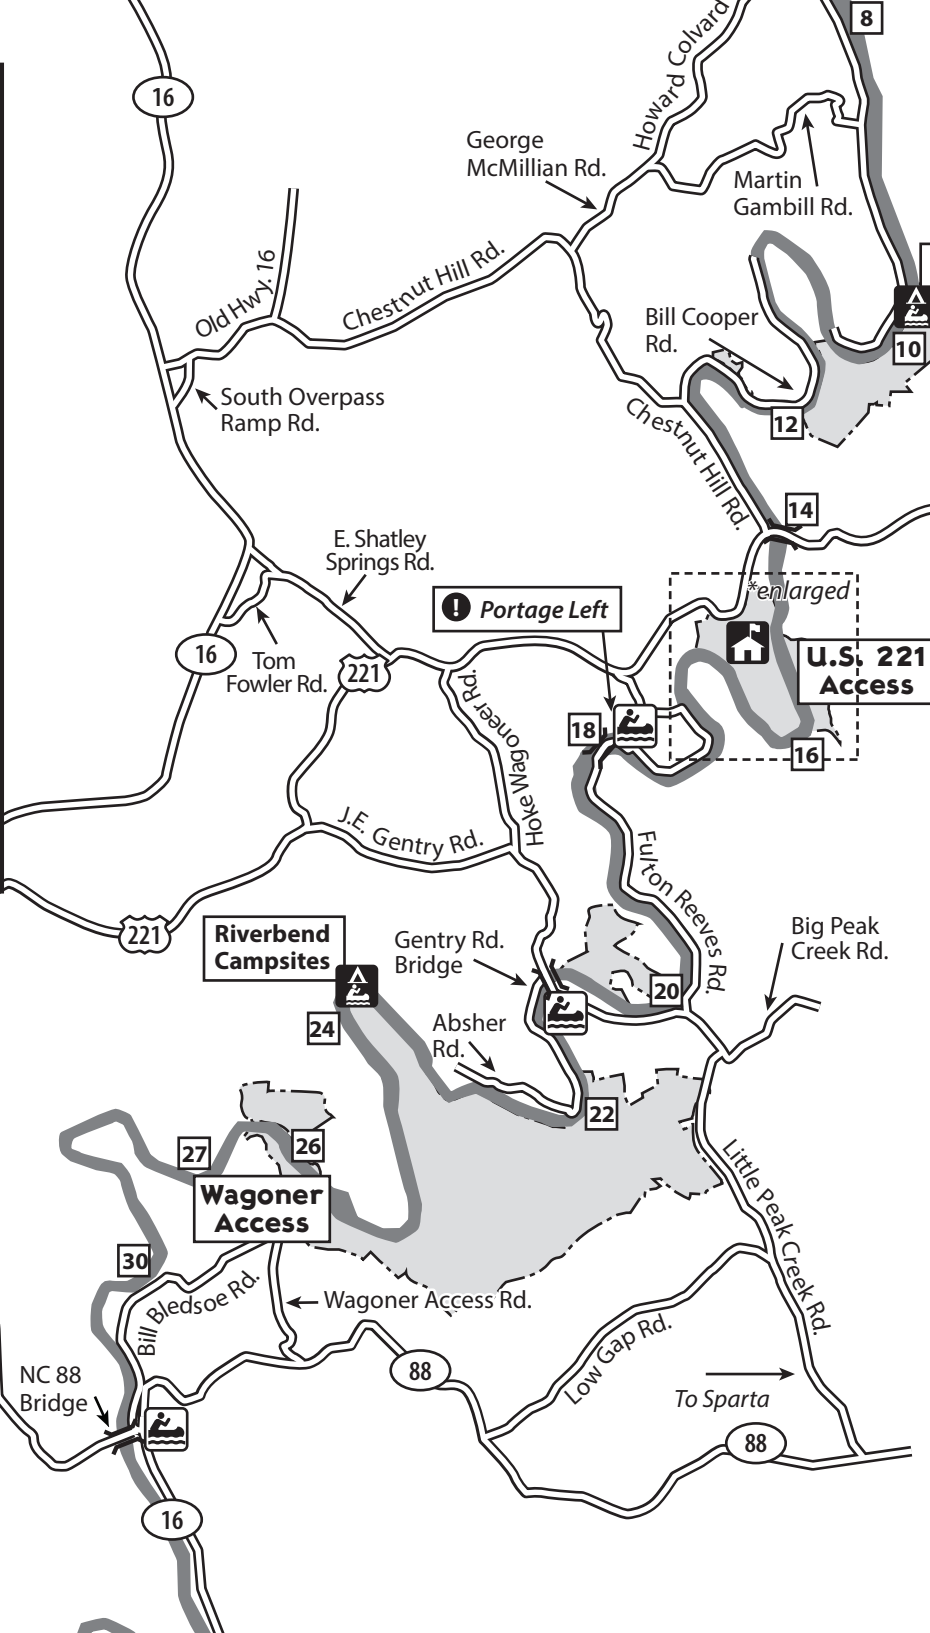 8
Howard Colvard
16
George
McMillian Rd.
Martin
Gambill Rd.
Old Hwy. 16
Chestnut Hill Rd.
Bill Cooper
Rd.
10
South Overpass
Ramp Rd.
12
Chestnut Hill Rd.
14
E. Shatley
Springs Rd.
*enlarged
! Portage Left
16
Tom
Fowler Rd.
221
U.S. 221
Access
Hoke Wagoneer Rd.
18
16
J.E. Gentry Rd.
Fulton Reeves Rd.
221
Riverbend
Campsites
Gentry Rd.
Bridge
Big Peak
Creek Rd.
20
24
Absher
Rd.
22
27
26
Wagoner
Access
Little Peak Creek Rd.
30
Bill Bledsoe Rd.
Wagoner Access Rd.
Low Gap Rd.
NC 88
Bridge
88
To Sparta
88
16